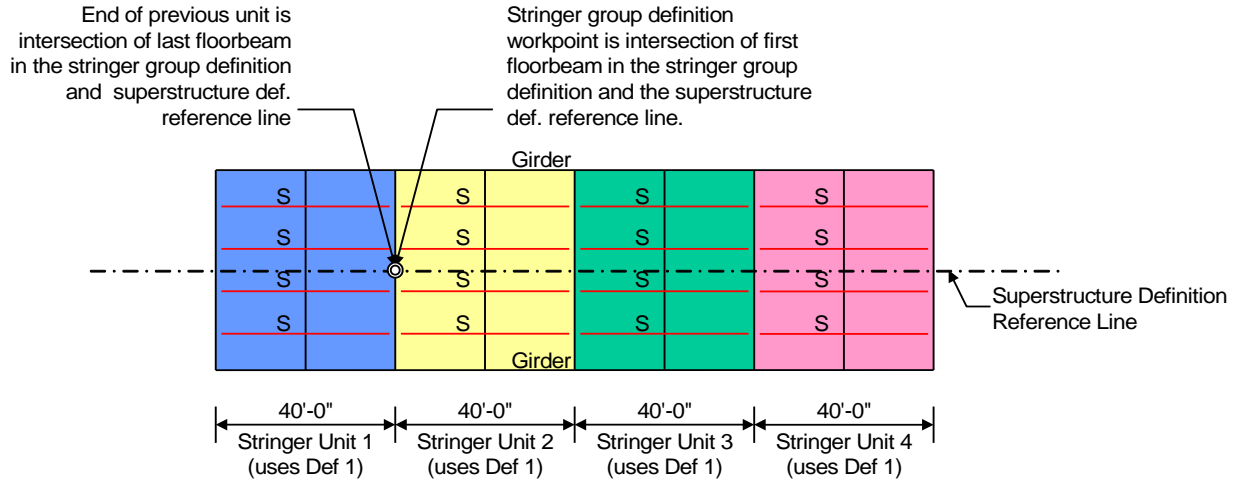 End of previous unit is
intersection of last floorbeam
in the stringer group definition
and superstructure def.
reference line
Stringer group definition
workpoint is intersection of first
floorbeam in the stringer group
definition and the superstructure
def. reference line.
Girder
S S S S
S S S S
S S S S
S S S S
Girder
Superstructure Definition
Reference Line
40'-0" 40'-0" 40'-0" 40'-0"
Stringer Unit 1 Stringer Unit 2 Stringer Unit 3 Stringer Unit 4
(uses Def 1) (uses Def 1) (uses Def 1) (uses Def 1)